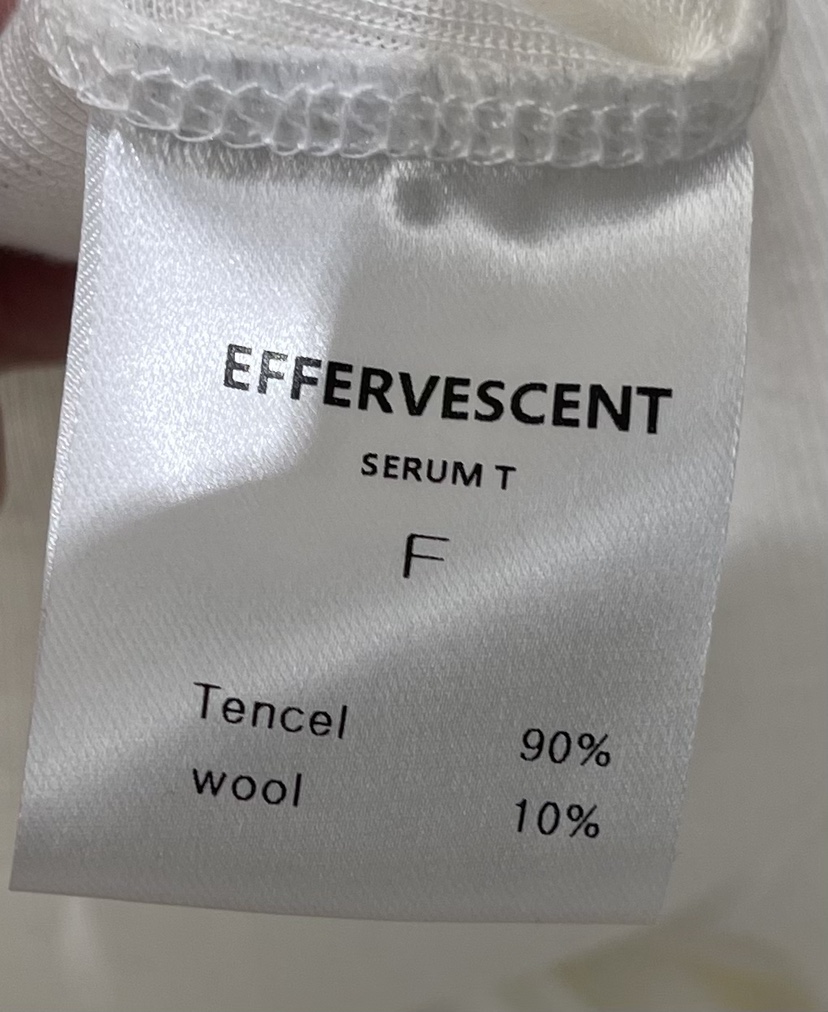 EFFERVESCENT
SERUM T
F
Tencel 90%
wool 10%